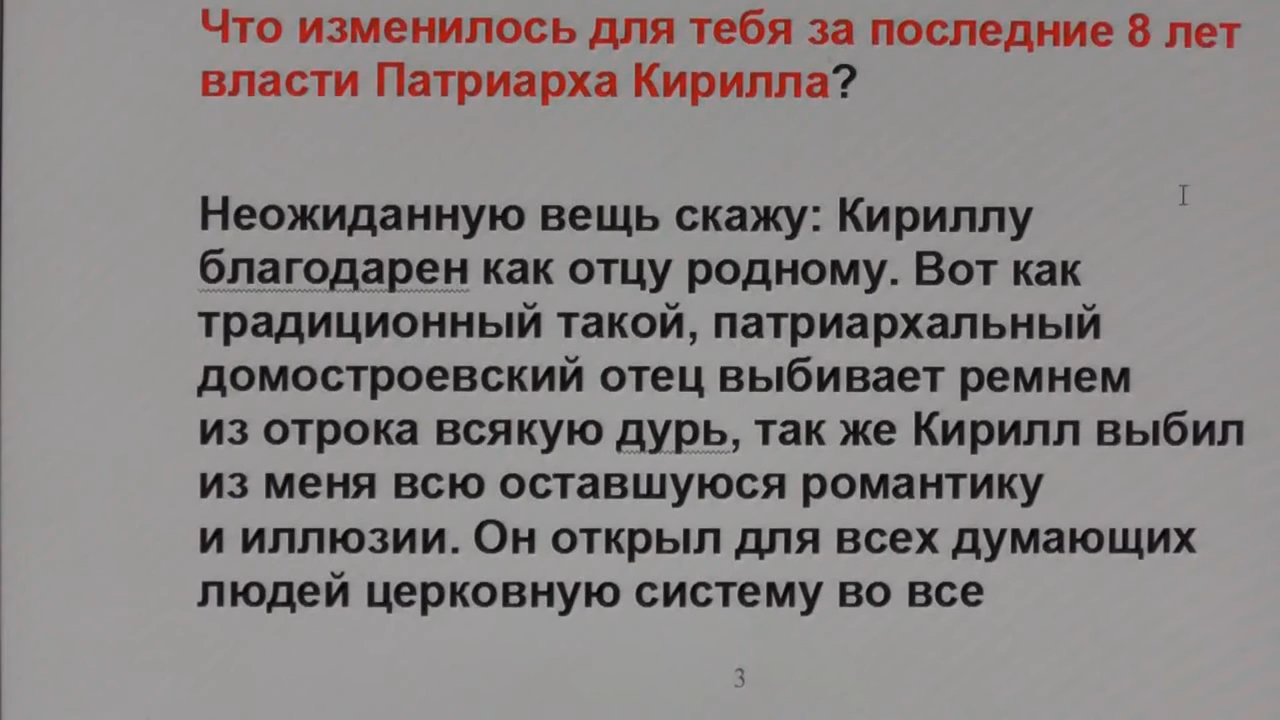 Что изменилось для тебя за последние 8 лет
власти Патриарха Кирилла?
Неожиданную вещь скажу: Кириллу
благодарен как отцу родному. Вот как
традиционный такой, патриархальный
домостроевский отец выбивает ремнем
из отрока всякую дурь, так же Кирилл выбил
из меня всю оставшуюся романтику
и иллюзии. Он открыл для всех думающих
людей церковную систему во все
3